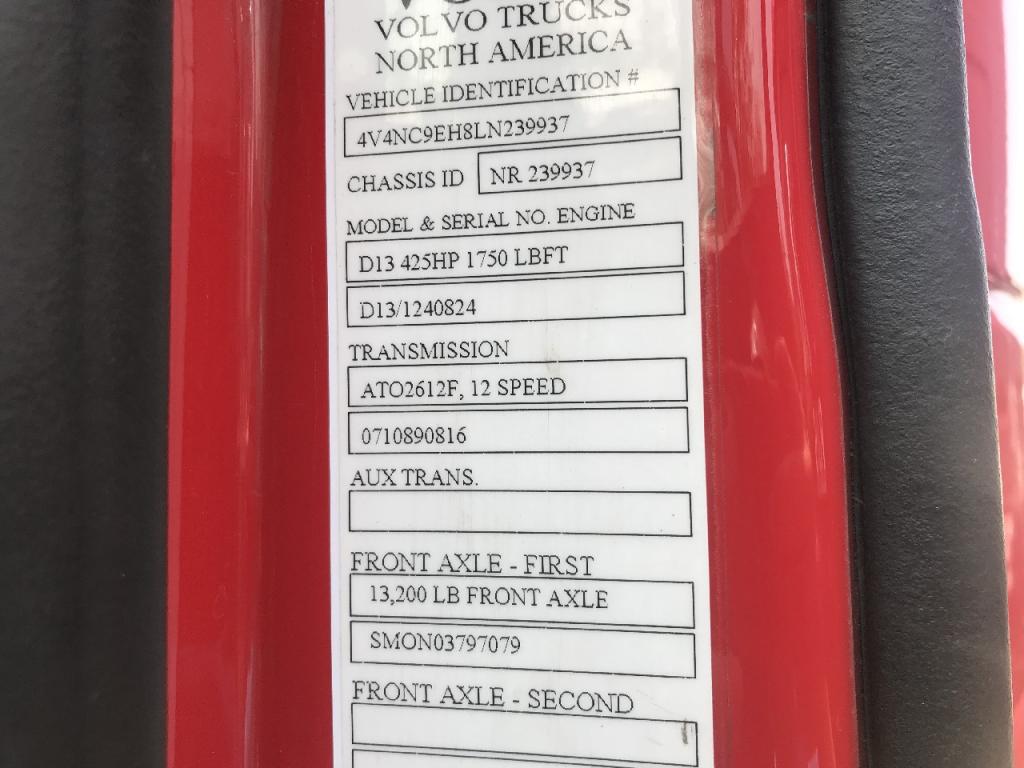 VOLVO TRUCKS
NORTH AMERICA
VEHICLE IDENTIFICATION #
4V4NC9EH8LN239937
CHASSIS ID NR 239937
MODEL & SERIAL NO. ENGINE
D13 425HP 1750 LBFT
D13/1240824
TRANSMISSION
ATO2612F, 12 SPEED
0710890816
AUX TRANS.
FRONT AXLE - FIRST
13,200 LB FRONT AXLE
SMON03797079
FRONT AXLE - SECOND